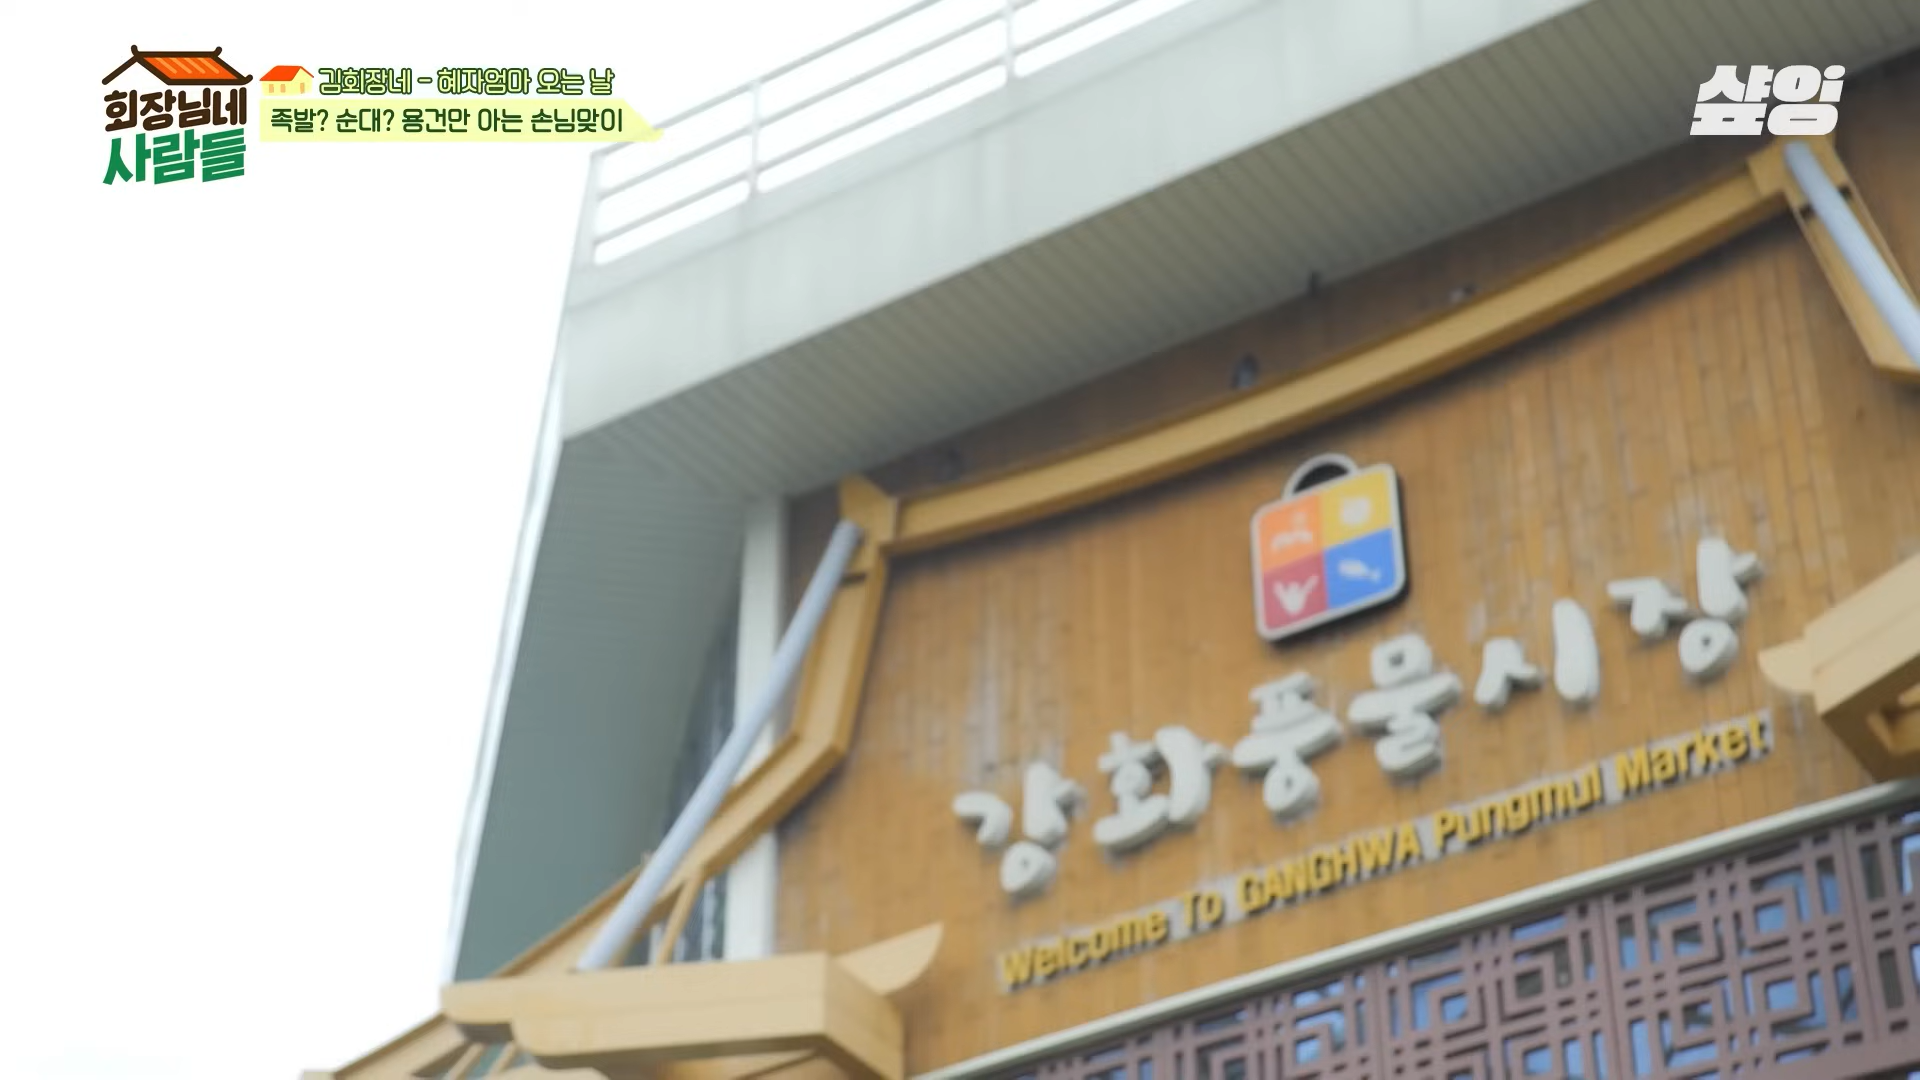 회장님네
사람들
김회장네 - 혜자엄마 오는 날
족발? 순대? 용건만 아는 손님맞이
샾잉
강화풍물시장
Welcome To GANGHWA Pungmul Market